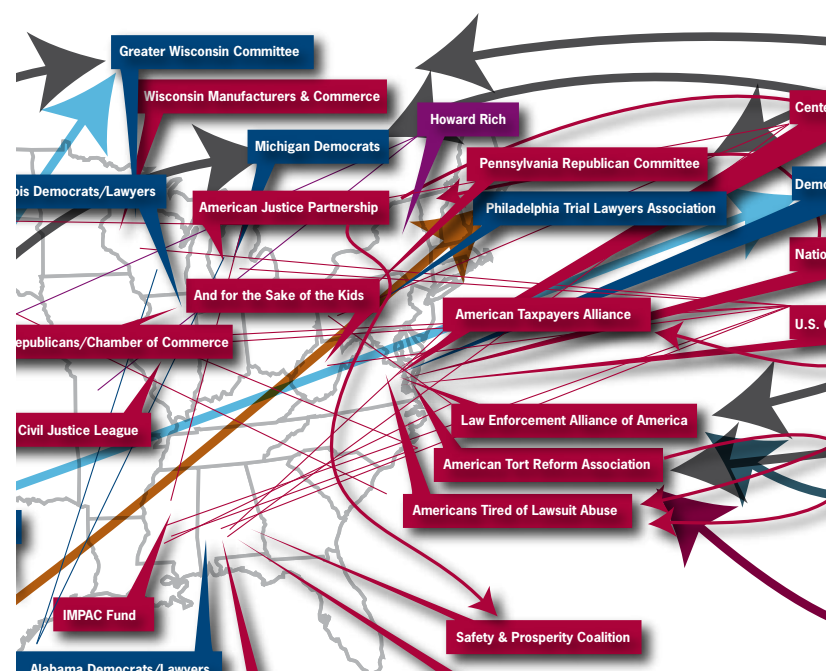 Greater Wisconsin Committee
Wisconsin Manufacturers & Commerce
Howard Rich
Michigan Democrats
Pennsylvania Republican Committee
Democrats/Lawyers
American Justice Partnership
Philadelphia Trial Lawyers Association
And for the Sake of the Kids
American Taxpayers Alliance
U.S.
epublicans/Chamber of Commerce
Law Enforcement Alliance of America
Civil Justice League
American Tort Reform Association
Americans Tired of Lawsuit Abuse
IMPAC Fund
Safety & Prosperity Coalition
Alabama Democrats/Lawyers